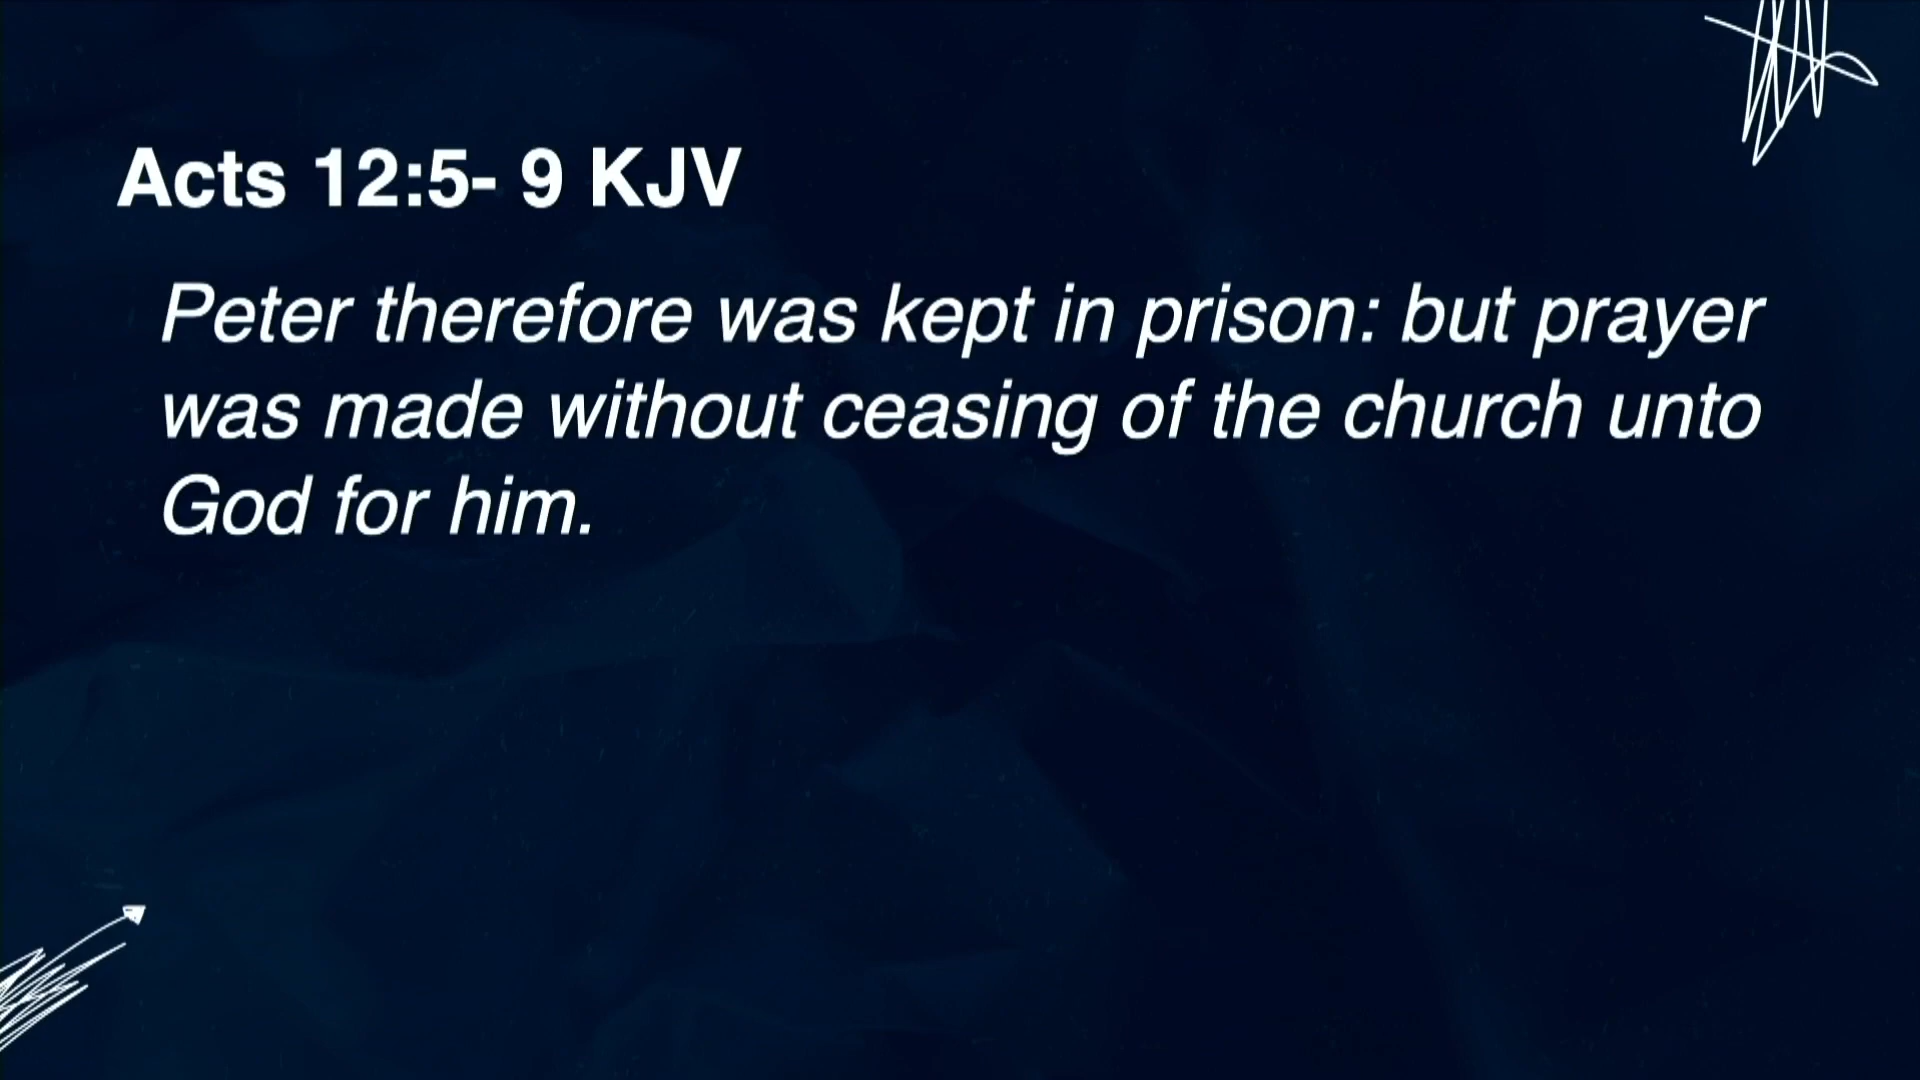 Acts 12:5- 9 KJV
Peter therefore was kept in prison: but prayer
was made without ceasing of the church unto
God for him.